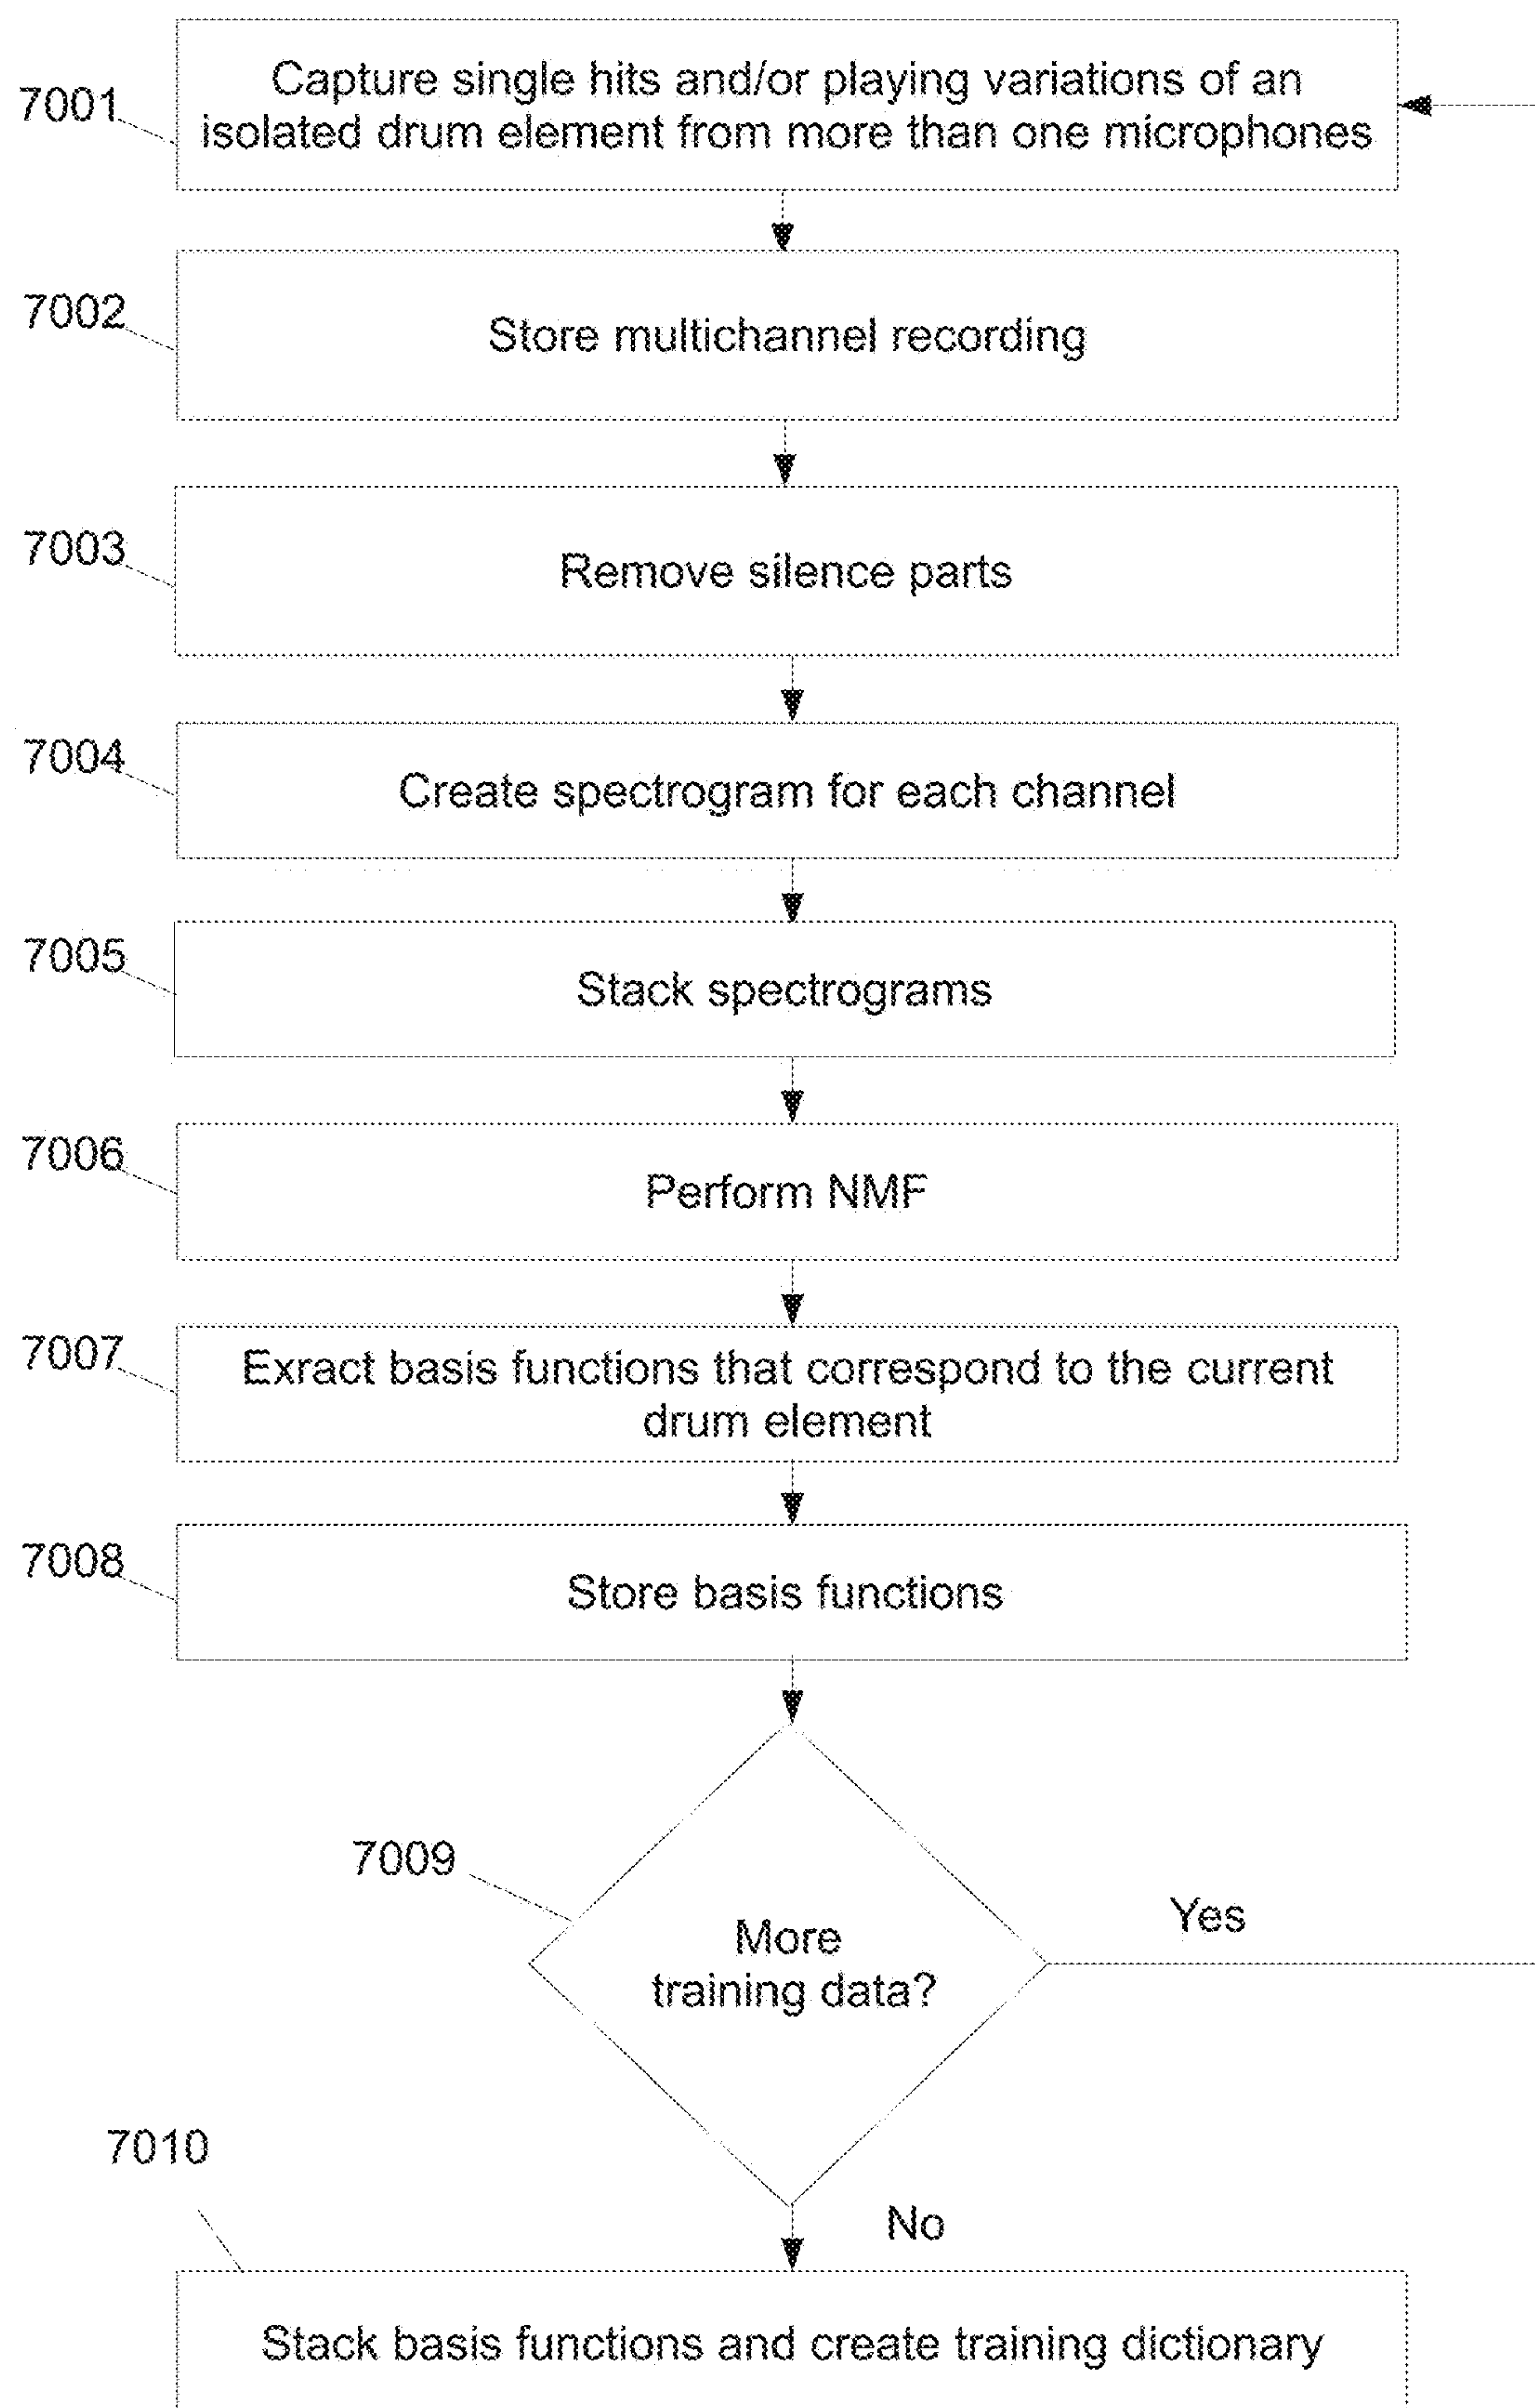 7001
Capture single hits and/or playing variations of an
isolated drum element from more than one microphones
7002
Store multichannel recording
7003
Remove silence parts
7004
Create spectrogram for each channel
7005
Stack spectrograms
7006
Perform NMF
7007
Exract basis functions that correspond to the current
drum element
7008
Store basis functions
7009
More
training data?
Yes
No
7010
Stack basis functions and create training dictionary